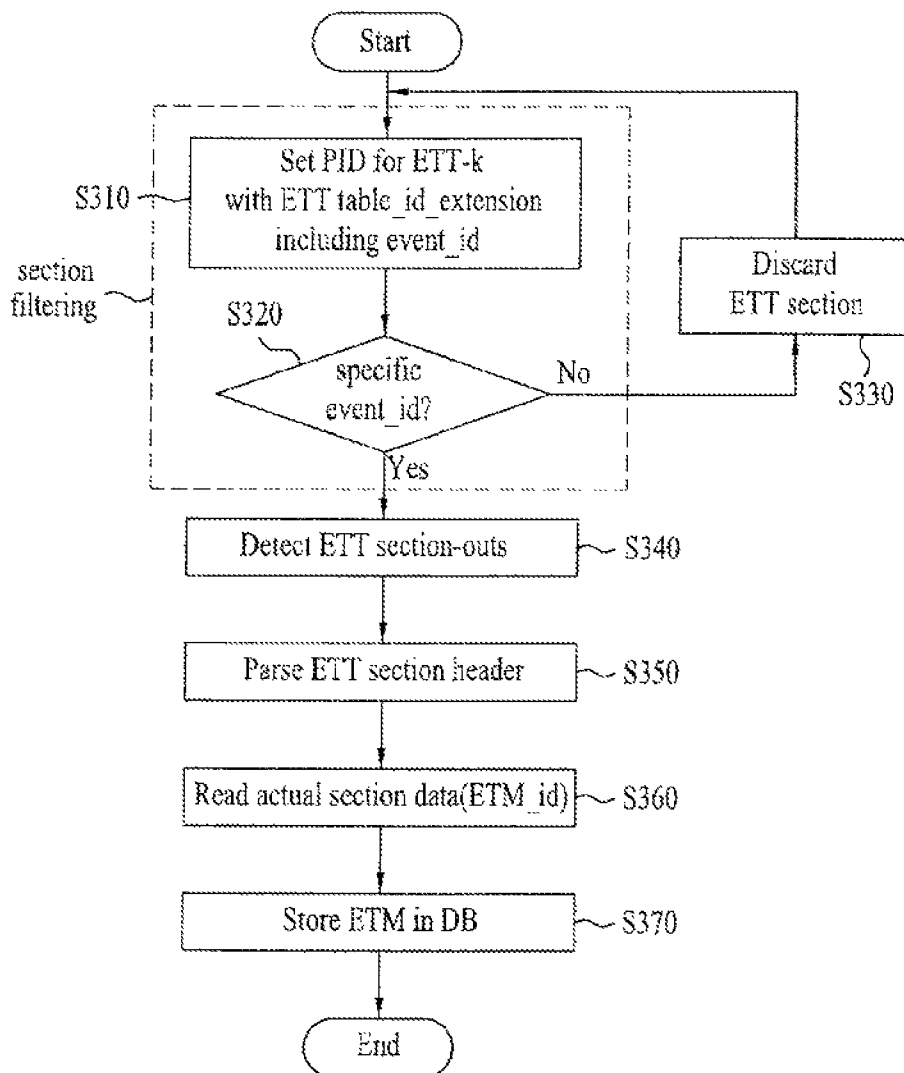 Start
Set PID for ETT-k
with ETT table_id_extension
including event_id
S310
section
filtering
Discard
ETT section
S330
S320
specific
event_id?
No
Yes
Detect ETT section-outs
S340
Parse ETT section header
S350
Read actual section data(ETM_id)
S360
Store ETM in DB
S370
End